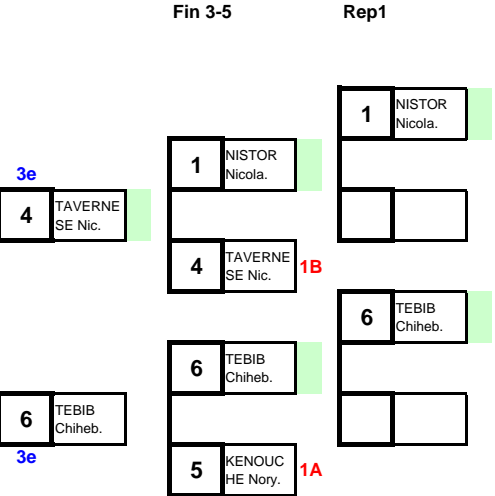 Fin 3-5
Rep1
1
NISTOR
Nicola.
1
NISTOR
Nicola.
3e
4
TAVERNE
SE Nic.
4
TAVERNE
SE Nic.
1B
6
TEBIB
Chiheb.
6
TEBIB
Chiheb.
6
TEBIB
Chiheb.
3e
5
KENOUC
HE Nory.
1A